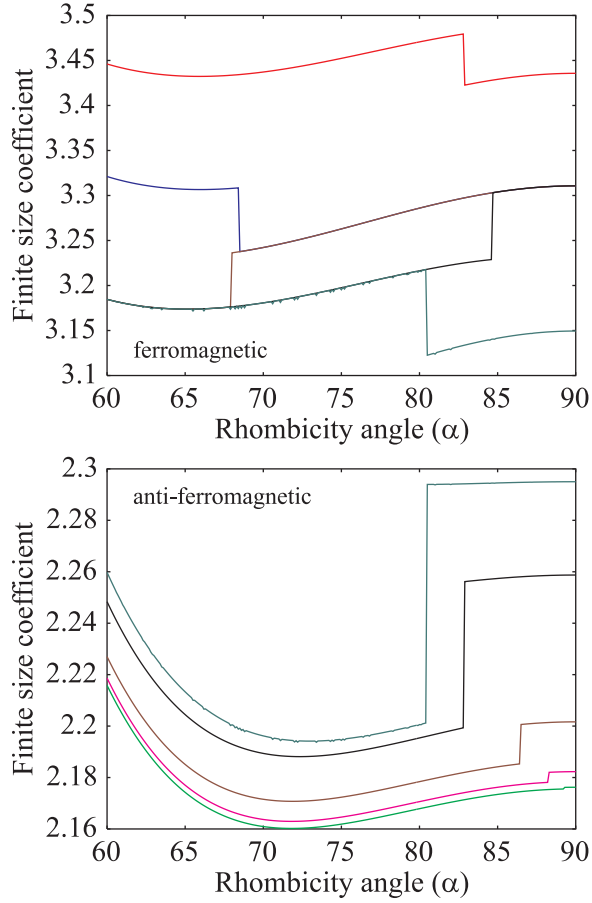 3.5
3.45
3.4
3.35
3.3
3.25
3.2
3.15
3.1
Finite size coefficient
ferromagnetic
60 65 70 75 80 85 90
Rhombicity angle (α)
2.3
2.28
2.26
2.24
2.22
2.2
2.18
2.16
Finite size coefficient
anti-ferromagnetic
60 65 70 75 80 85 90
Rhombicity angle (α)